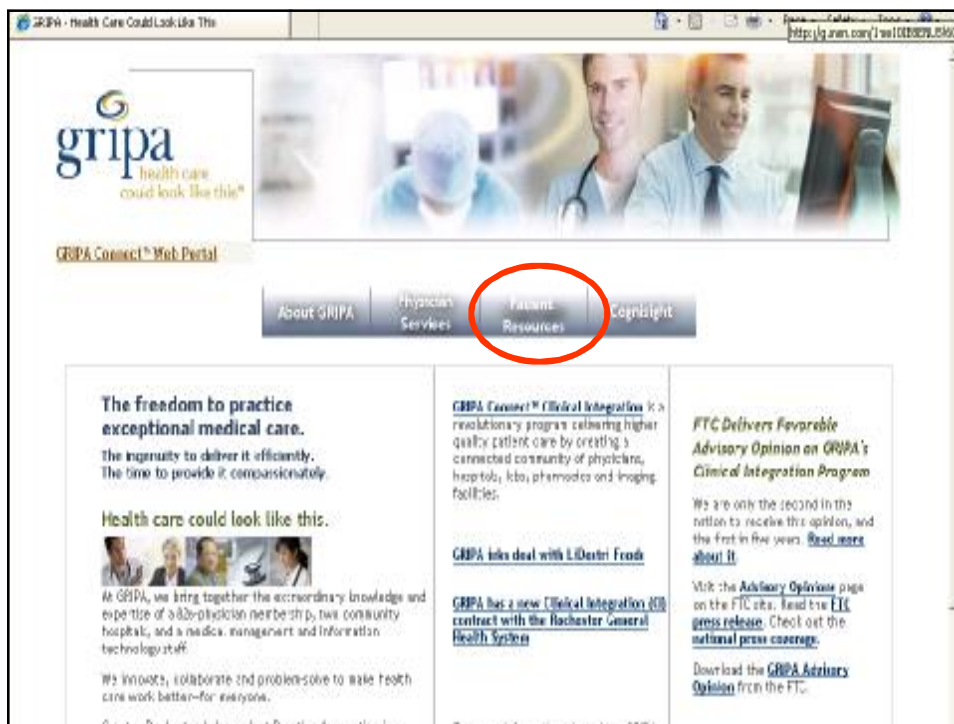 GRIPA - Health Care Could Look Like This
gripa
health care
could look like this
GRIPA Connect℠ Web Portal
About GRIPA
Physician
Services
Patient
Resources
Cognisight
The freedom to practice
exceptional medical care.
The ingenuity to deliver it efficiently.
The time to provide it compassionately.
Health care could look like this.
At GRIPA, we bring together the extraordinary knowledge and
expertise of a 826-physician membership, two community
hospitals, and a medical management and information
technology staff.
We innovate, collaborate and problem-solve to make health
care work better–for everyone.
GRIPA Connect℠ Clinical Integration is a
revolutionary program delivering higher
quality patient care by creating a
connected community of physicians,
hospitals, labs, pharmacies and imaging
facilities.
GRIPA inks deal with LiDestri Foods
GRIPA has a new Clinical Integration (CI)
contract with the Rochester General
Health System
FTC Delivers Favorable
Advisory Opinion on GRIPA's
Clinical Integration Program
We are only the second in the
nation to receive this opinion, and
the first in five years. Read more
about it.
Visit the Advisory Opinions page
on the FTC site. Read the FTC
press release. Check out the
national press coverage.
Download the GRIPA Advisory
Opinion from the FTC.